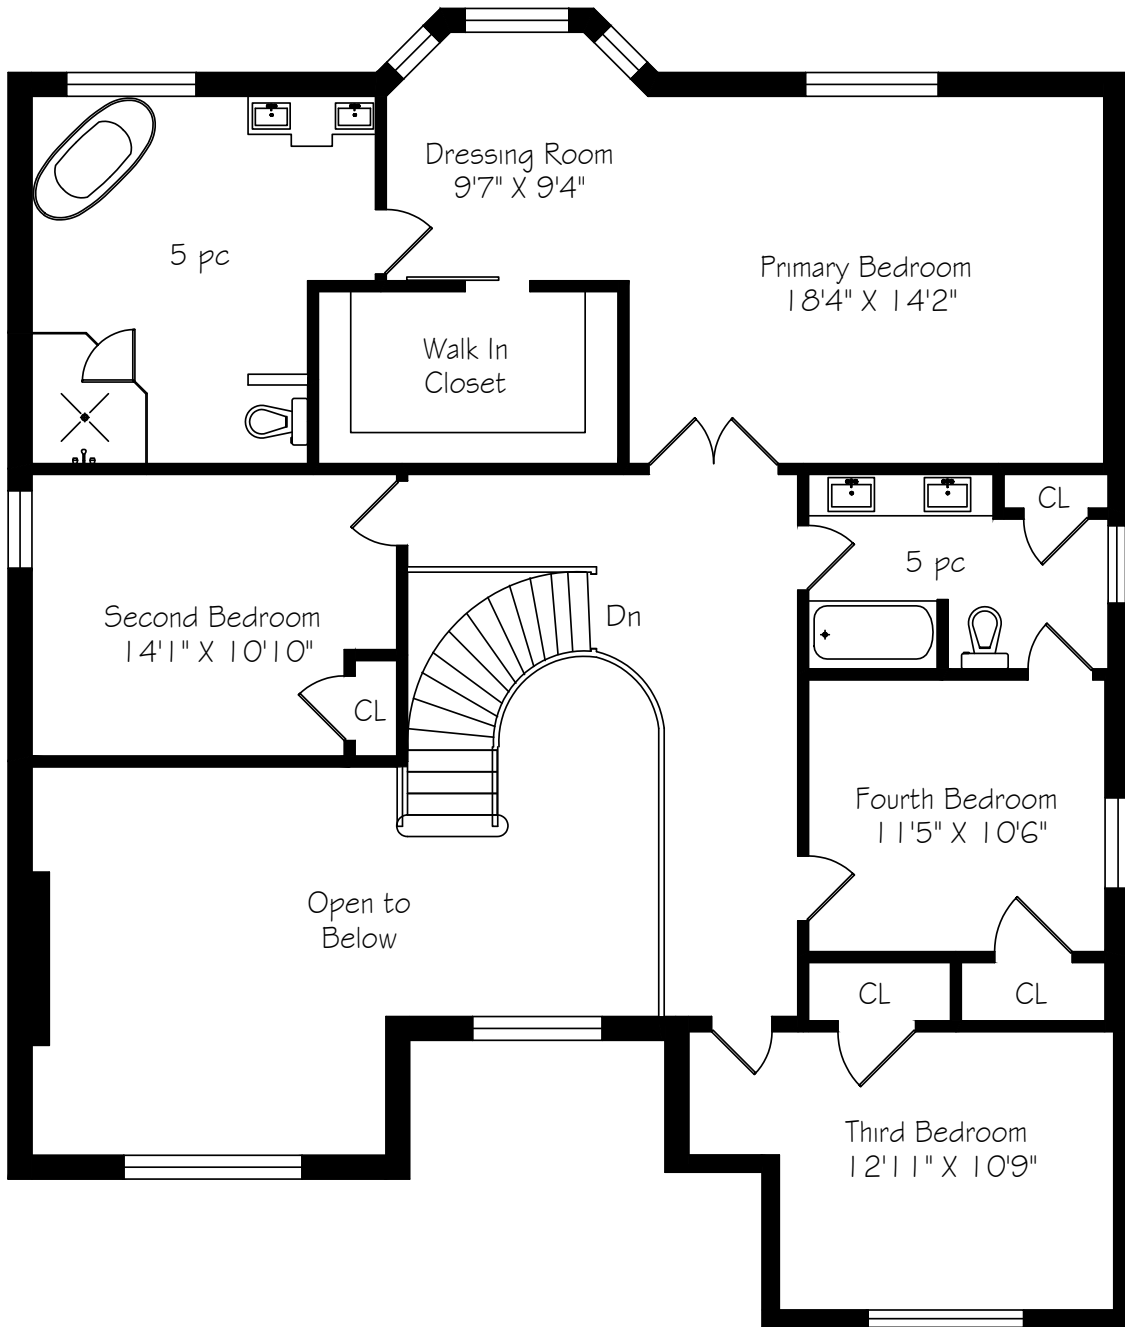 Dressing Room
9'7" X 9'4"
5 pc
Primary Bedroom
18'4" X 14'2"
Walk In
Closet
CL
5 pc
Second Bedroom
14'1" X 10'10"
Dn
CL
Fourth Bedroom
11'5" X 10'6"
Open to
Below
CL
CL
Third Bedroom
12'11" X 10'9"